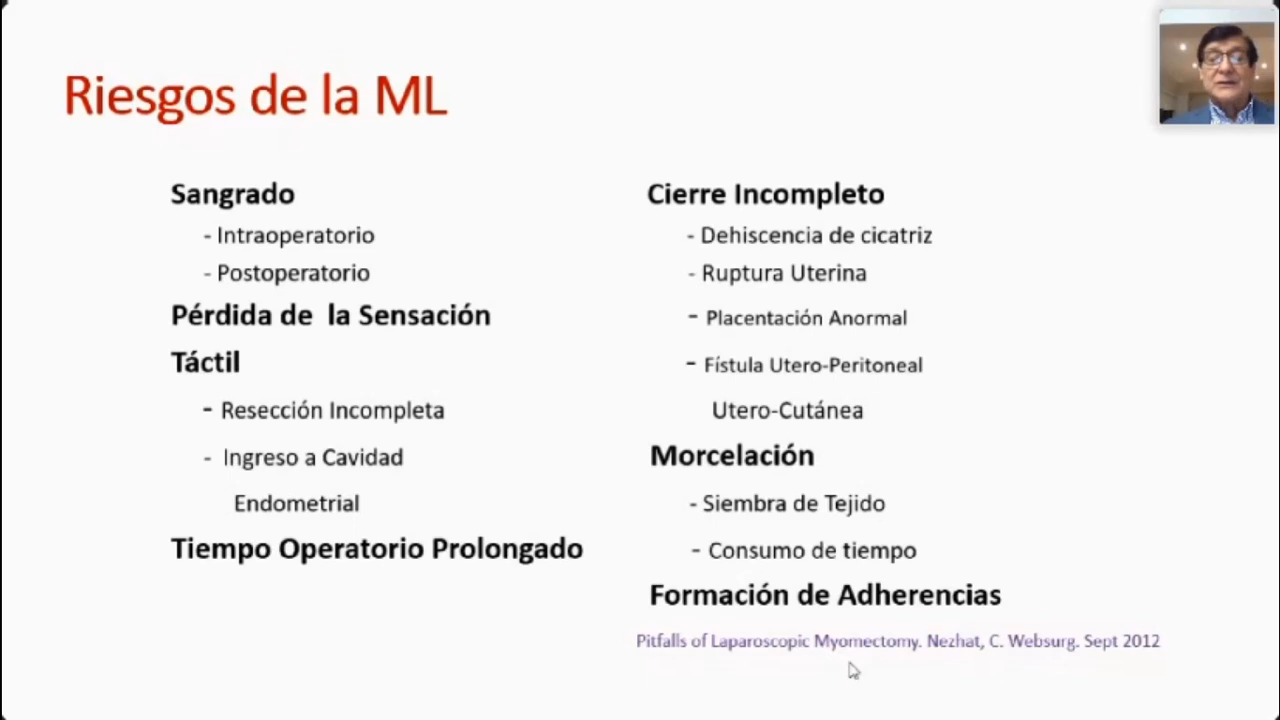 Riesgos de la ML
Sangrado
- Intraoperatorio
- Postoperatorio
Pérdida de la Sensación
Táctil
- Resección Incompleta
- Ingreso a Cavidad
Endometrial
Tiempo Operatorio Prolongado
Cierre Incompleto
- Dehiscencia de cicatriz
- Ruptura Uterina
- Placentación Anormal
- Fístula Utero-Peritoneal
Utero-Cutánea
Morcelación
- Siembra de Tejido
- Consumo de tiempo
Formación de Adherencias
Pitfalls of Laparoscopic Myomectomy. Nezhat, C. Websurg. Sept 2012